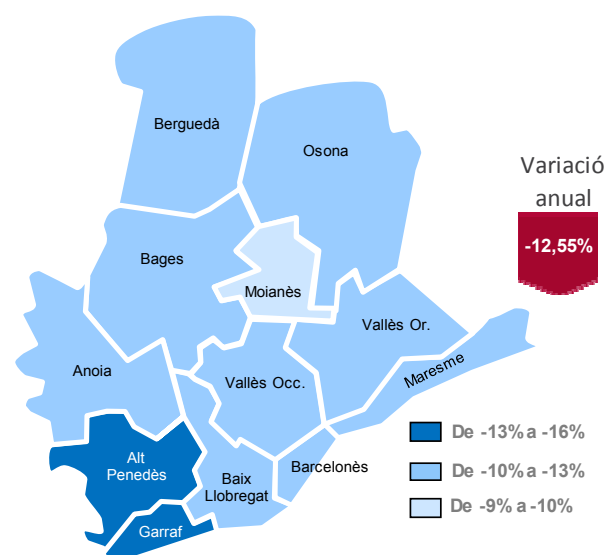 Berguedà
Osona
Variació
anual
-12,55%
Bages
Moianès
Vallès Or.
Maresme
Anoia
Vallès Occ.
Alt
Penedès
Baix
Llobregat
Barcelonès
Garraf
De -13% a -16%
De -10% a -13%
De -9% a -10%